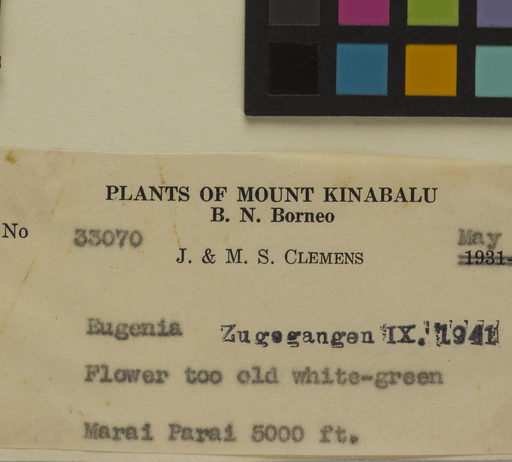 PLANTS OF MOUNT KINABALU
B. N. Borneo
No 33070 May
J. & M. S. CLEMENS 1931-
Eugenia Zugegangen IX. 1941
Flower too old white-green
Marai Parai 5000 ft.